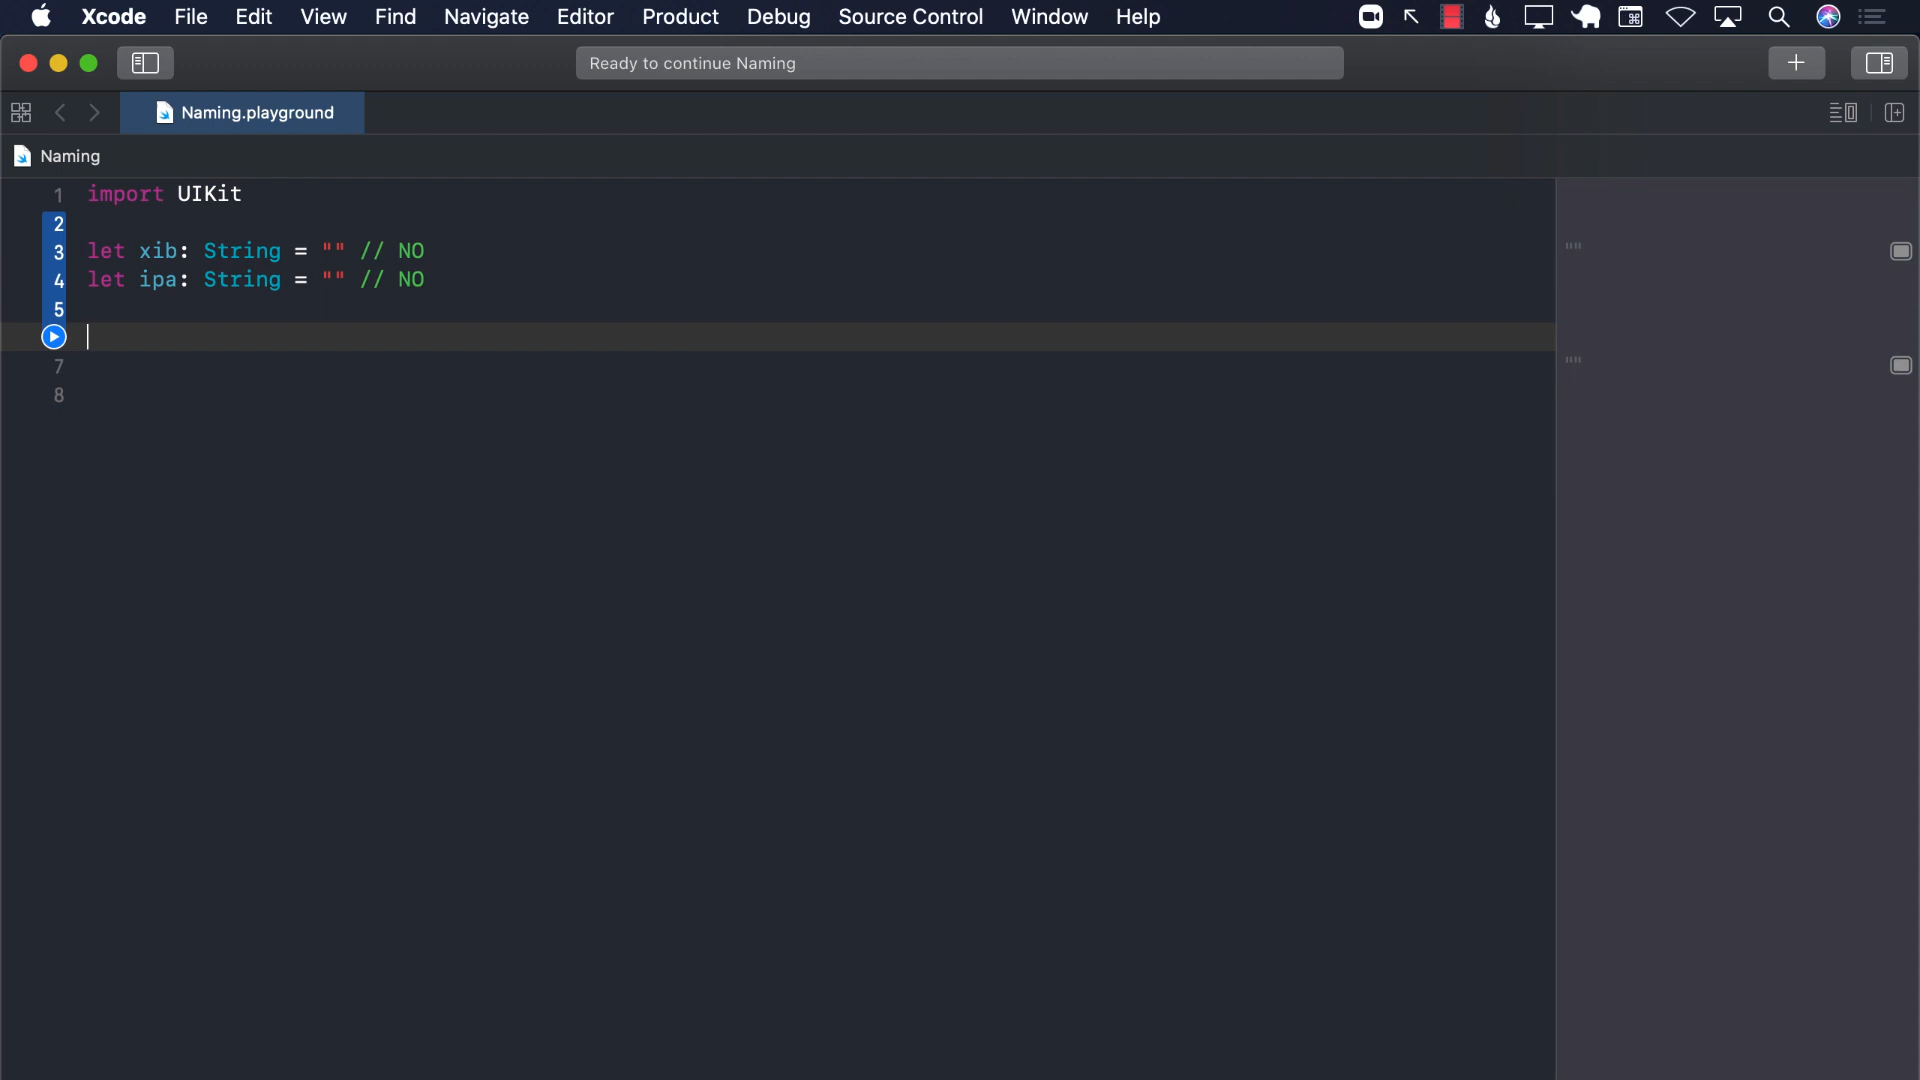 Xcode File Edit View Find Navigate Editor Product Debug Source Control Window Help
Ready to continue Naming
Naming.playground
Naming
1 import UIKit
2
3 let xib: String = "" // NO
""
4 let ipa: String = "" // NO
5
7
""
8